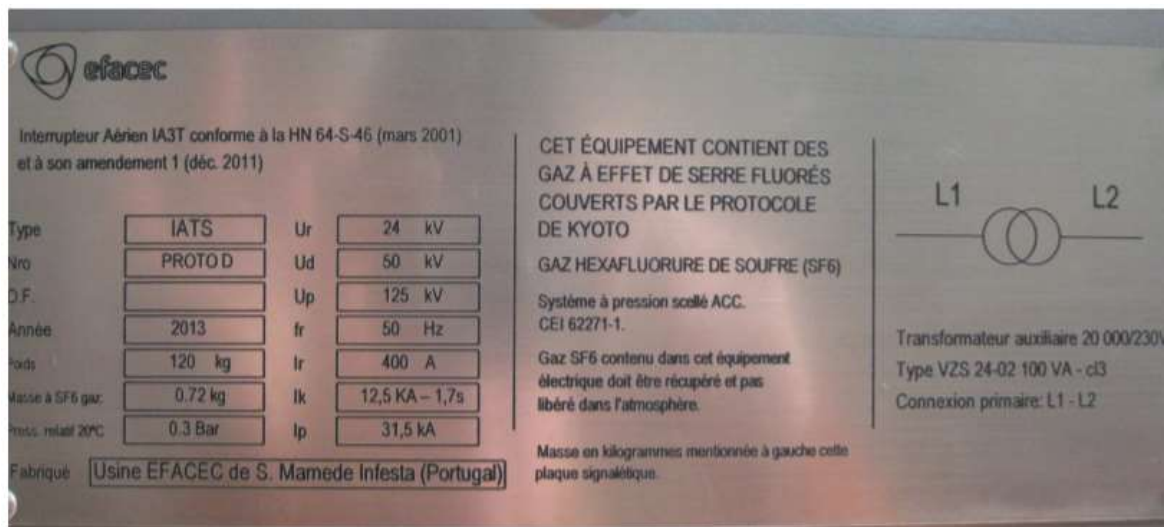 efacec
Interrupteur Aérien IA3T conforme à la HN 64-S-46 (mars 2001)
et à son amendement 1 (déc. 2011)
Type IATS Ur 24 kV
Nro PROTO D Ud 50 kV
O.F. Up 125 kV
Année 2013 fr 50 Hz
Poids 120 kg Ir 400 A
Masse à SF6 gaz: 0.72 kg Ik 12,5 KA – 1,7s
Press. relatif 20ºC 0.3 Bar Ip 31,5 kA
Fabriqué Usine EFACEC de S. Mamede Infesta (Portugal)
CET ÉQUIPEMENT CONTIENT DES
GAZ À EFFET DE SERRE FLUORÉS
COUVERTS PAR LE PROTOCOLE
DE KYOTO
GAZ HEXAFLUORURE DE SOUFRE (SF6)
Système à pression scellé ACC.
CEI 62271-1.
Gaz SF6 contenu dans cet équipement
électrique doit être récupéré et pas
libéré dans l'atmosphère.
Masse en kilogrammes mentionnée à gauche cette
plaque signalétique.
L1 L2
Transformateur auxiliaire 20 000/230V
Type VZS 24-02 100 VA - cl3
Connexion primaire: L1 - L2